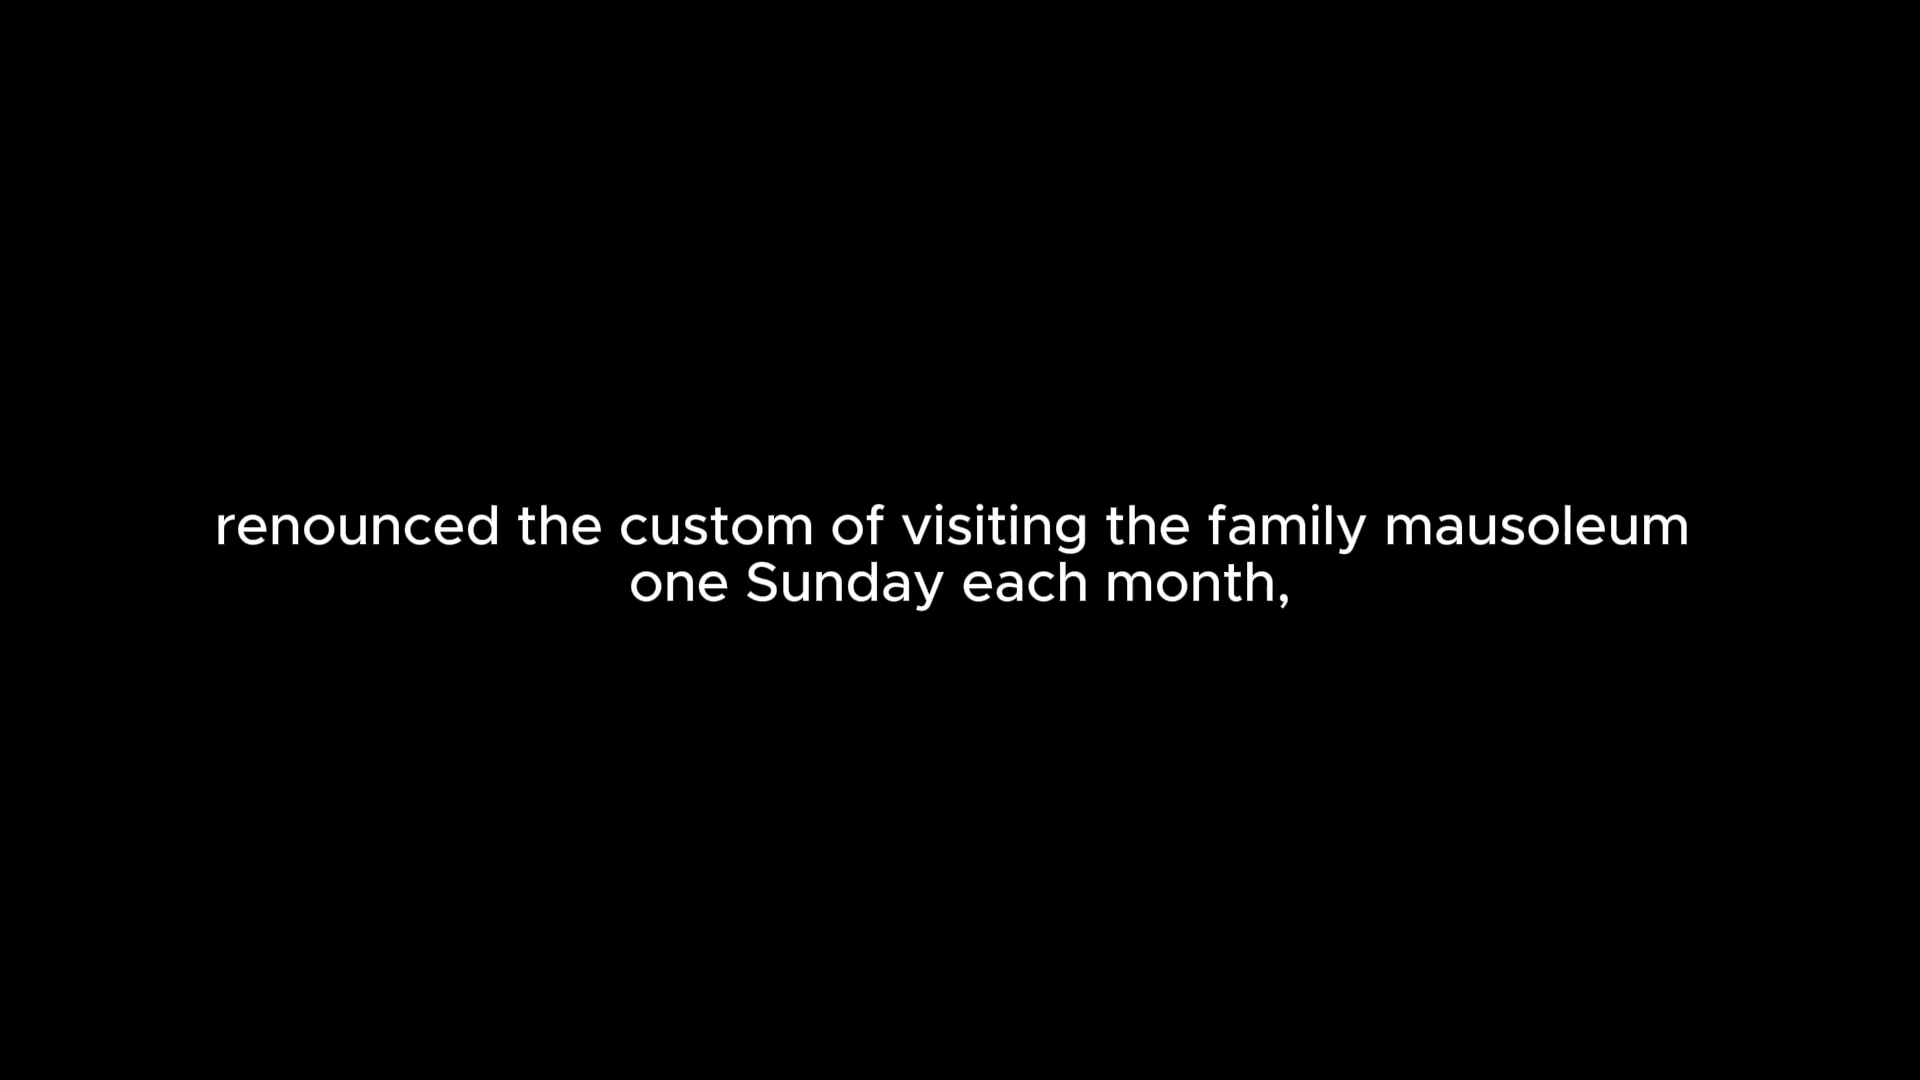 renounced the custom of visiting the family mausoleum
one Sunday each month,